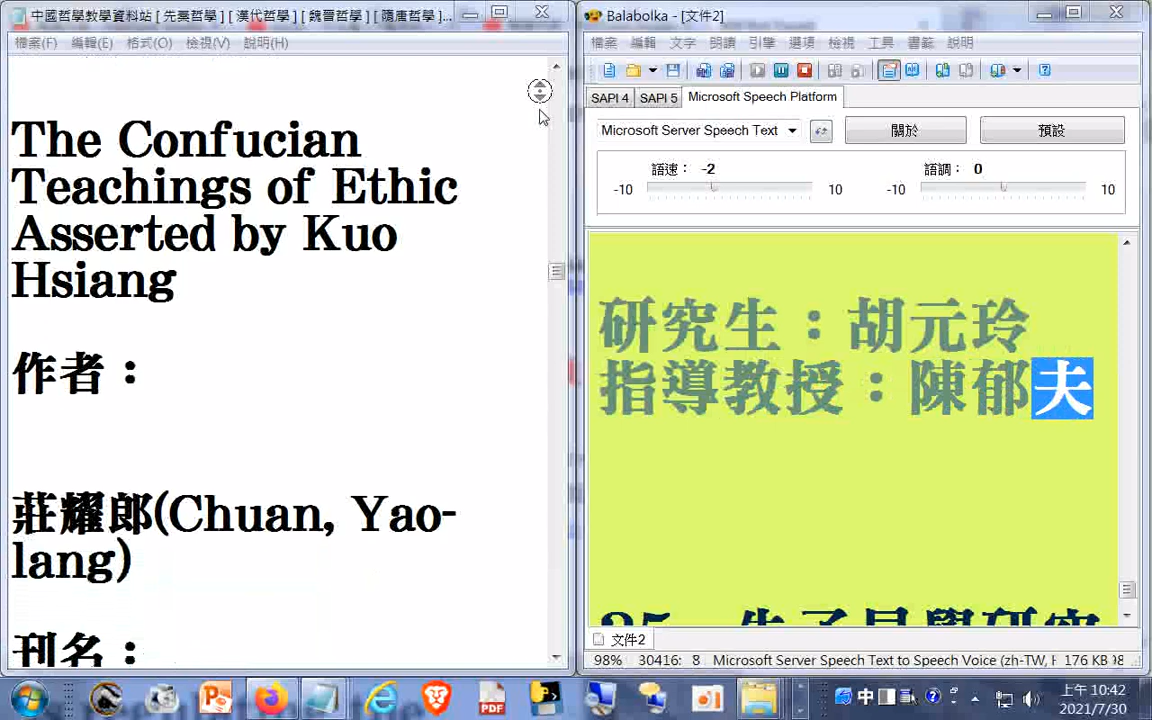 中國哲學教學資料站 [ 先秦哲學 ] [ 漢代哲學 ] [ 魏晉哲學 ] [ 隋唐哲學 ]...
檔案(F) 編輯(E) 格式(O) 檢視(V) 說明(H)
The Confucian
Teachings of Ethic
Asserted by Kuo
Hsiang
作者：
莊耀郎(Chuan, Yao-
lang)
刊名：
Balabolka - [文件2]
檔案 編輯 文字 朗讀 引擎 選項 檢視 工具 書籤 說明
SAPI 4 SAPI 5 Microsoft Speech Platform
Microsoft Server Speech Text 關於 預設
語速： -2 語調： 0
-10 10 -10 10
研究生：胡元玲
指導教授：陳郁夫
文件2
98% 30416: 8 Microsoft Server Speech Text to Speech Voice (zh-TW, 176 KB
中
上午 10:42
2021/7/30
PDF